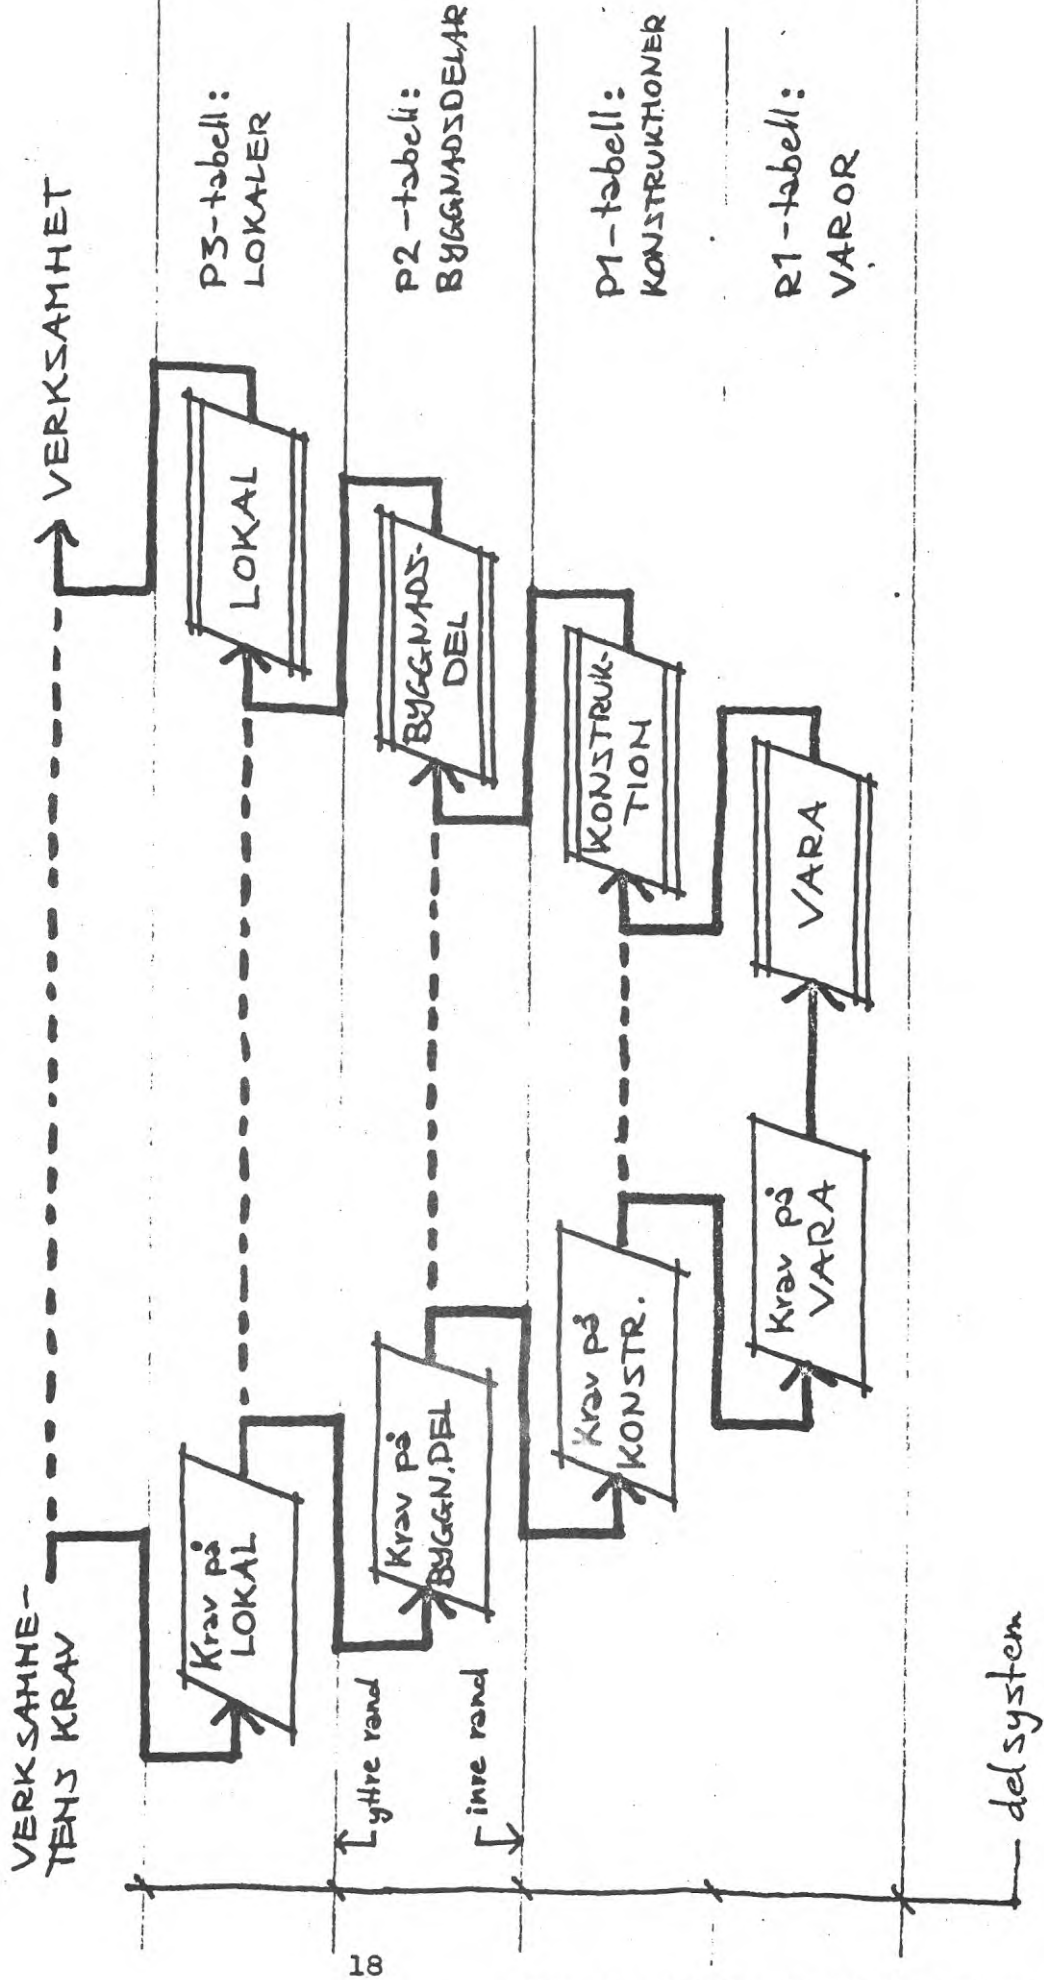 VERKSAMHE-
TENS KRAV
VERKSAMHET
Krav på
LOKAL
LOKAL
P3-tabell:
LOKALER
yttre rand
inre rand
Krav på
BYGGN.DEL
BYGGNADS-
DEL
P2-tabell:
BYGGNADSDELAR
Krav på
KONSTR.
KONSTRUK-
TION
P1-tabell:
KONSTRUKTIONER
Krav på
VARA
VARA
R1-tabell:
VAROR
delsystem
18